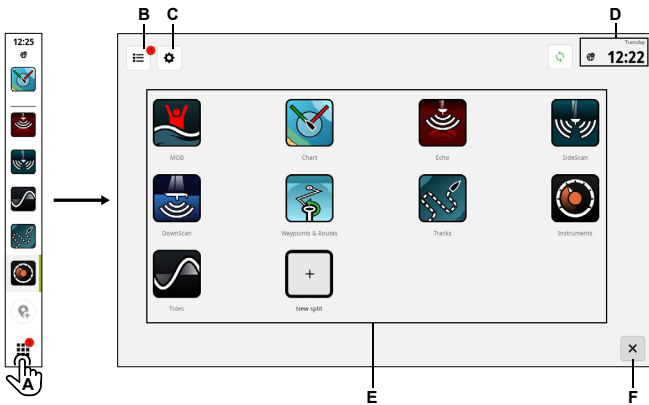 B C D
12:25
Tuesday
12:22
MOB Chart Echo SideScan
DownScan Waypoints & Routes Tracks Instruments
+
Tides New split
A
E F